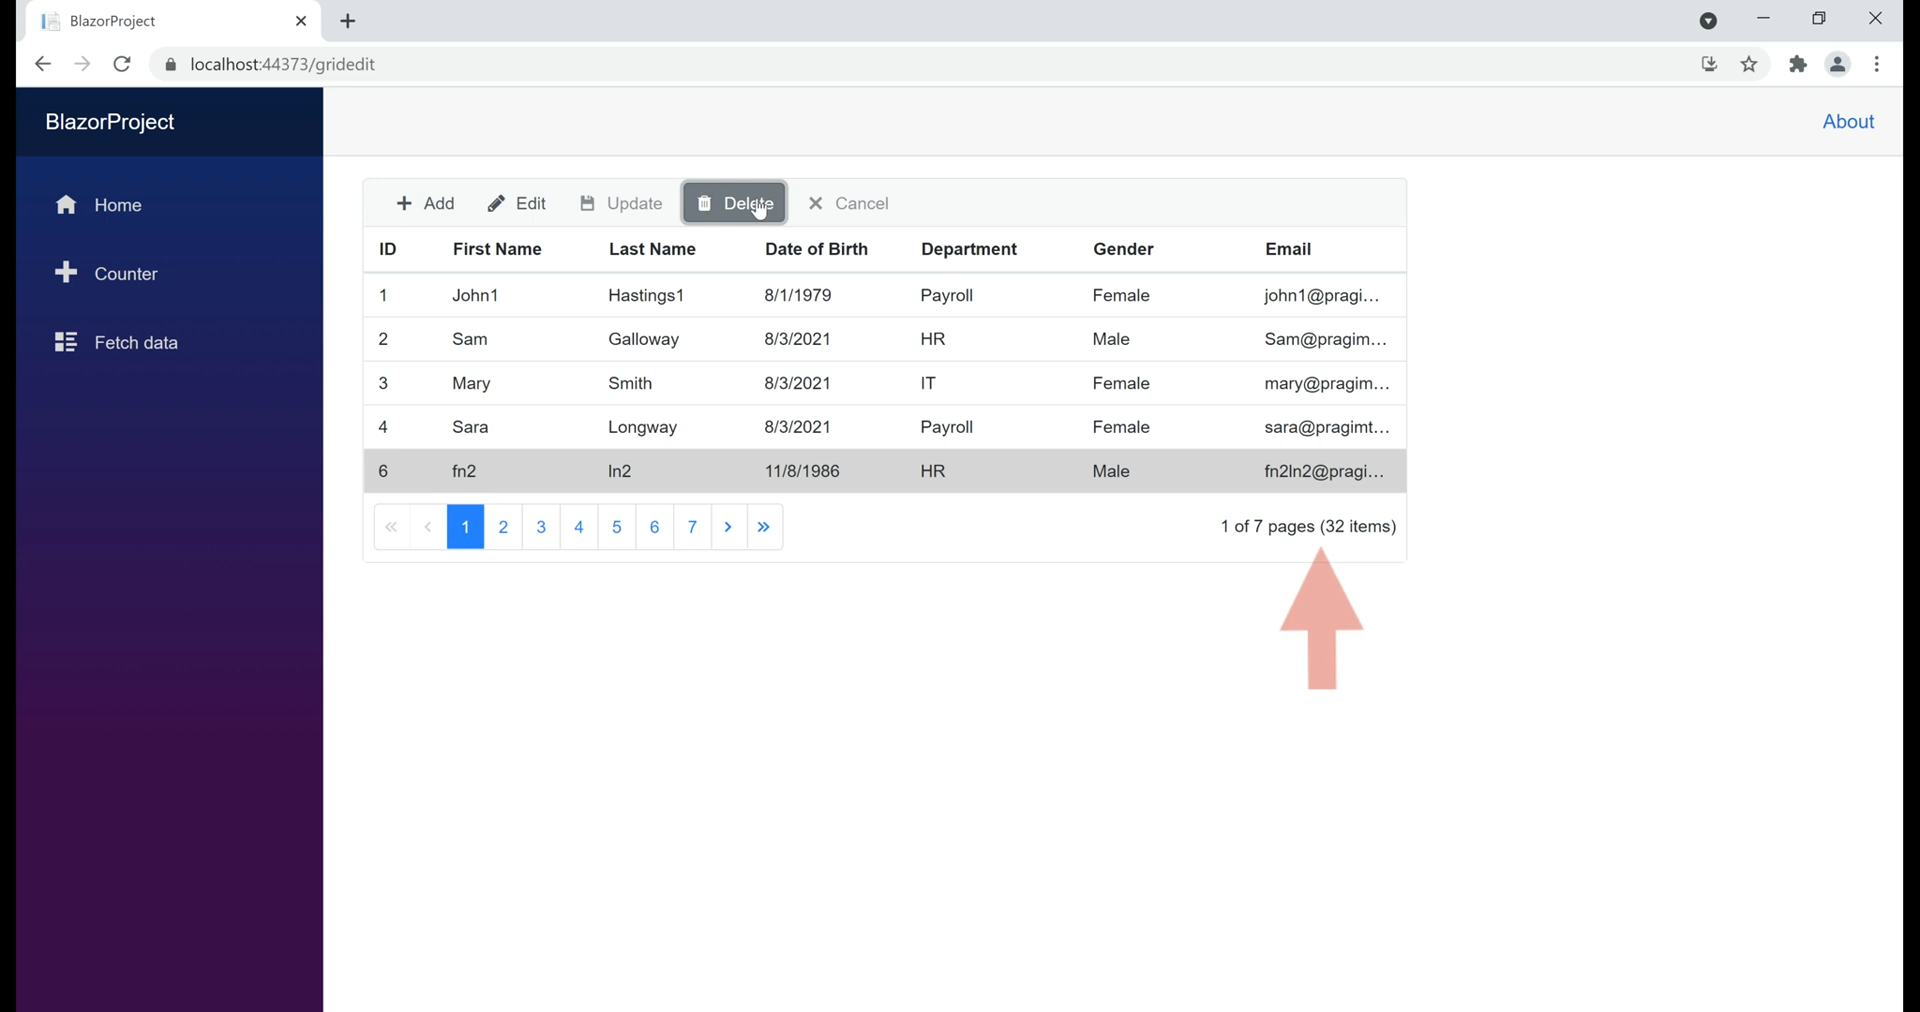 BlazorProject
localhost:44373/gridedit
BlazorProject
About
Home
Counter
Fetch data
Add Edit Update Delete Cancel
ID First Name Last Name Date of Birth Department Gender Email
1 John1 Hastings1 8/1/1979 Payroll Female john1@pragi...
2 Sam Galloway 8/3/2021 HR Male Sam@pragim...
3 Mary Smith 8/3/2021 IT Female mary@pragim...
4 Sara Longway 8/3/2021 Payroll Female sara@pragimt...
6 fn2 ln2 11/8/1986 HR Male fn2ln2@pragi...
« ‹ 1 2 3 4 5 6 7 › » 1 of 7 pages (32 items)